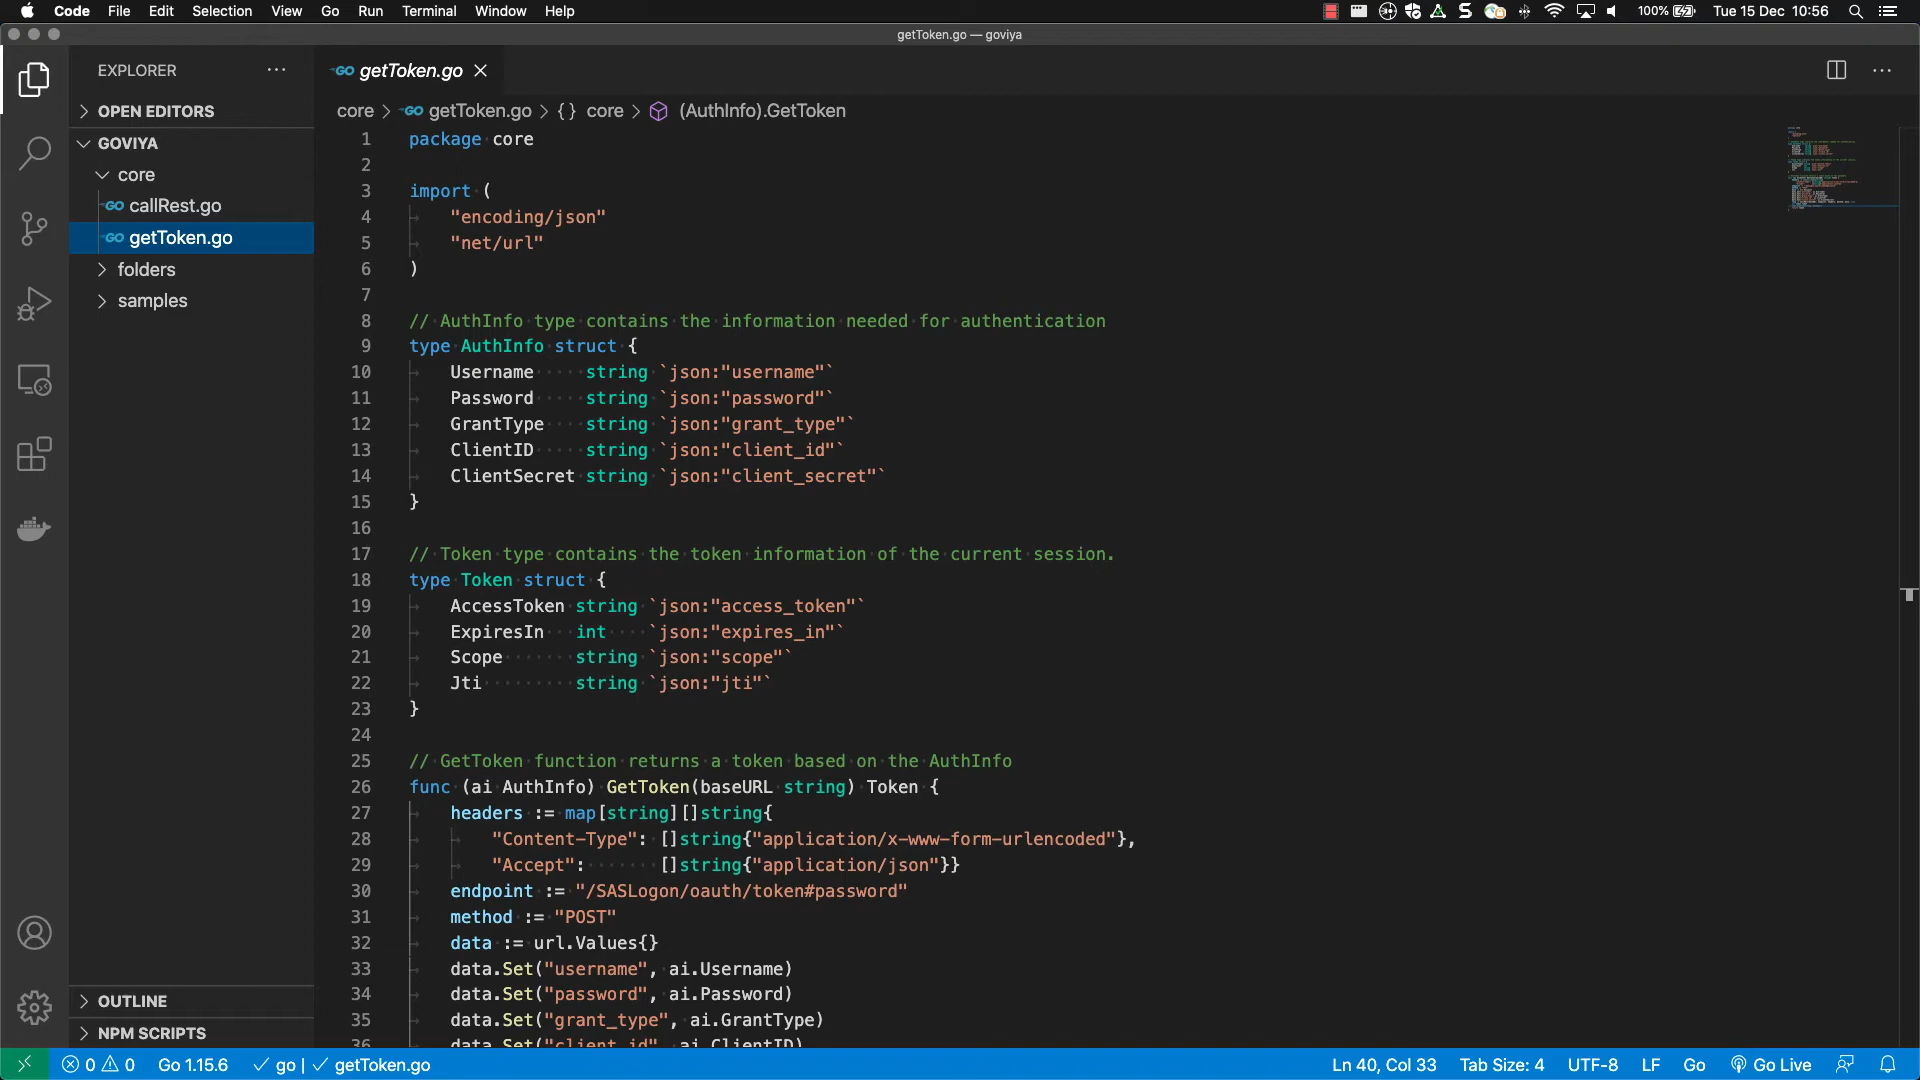 Code File Edit Selection View Go Run Terminal Window Help 100% Tue 15 Dec 10:56
getToken.go — goviya
EXPLORER
OPEN EDITORS
GOVIYA
core
GO callRest.go
GO getToken.go
folders
samples
OUTLINE
NPM SCRIPTS
GO getToken.go
core > GO getToken.go > {} core > (AuthInfo).GetToken
1 package core
2
3 import (
4 "encoding/json"
5 "net/url"
6 )
7
8 // AuthInfo type contains the information needed for authentication
9 type AuthInfo struct {
10 Username string `json:"username"`
11 Password string `json:"password"`
12 GrantType string `json:"grant_type"`
13 ClientID string `json:"client_id"`
14 ClientSecret string `json:"client_secret"`
15 }
16
17 // Token type contains the token information of the current session.
18 type Token struct {
19 AccessToken string `json:"access_token"`
20 ExpiresIn int `json:"expires_in"`
21 Scope string `json:"scope"`
22 Jti string `json:"jti"`
23 }
24
25 // GetToken function returns a token based on the AuthInfo
26 func (ai AuthInfo) GetToken(baseURL string) Token {
27 headers := map[string][]string{
28 "Content-Type": []string{"application/x-www-form-urlencoded"},
29 "Accept": []string{"application/json"}}
30 endpoint := "/SASLogon/oauth/token#password"
31 method := "POST"
32 data := url.Values{}
33 data.Set("username", ai.Username)
34 data.Set("password", ai.Password)
35 data.Set("grant_type", ai.GrantType)
36 data.Set("client_id", ai.ClientID)
0 0 Go 1.15.6 go | getToken.go Ln 40, Col 33 Tab Size: 4 UTF-8 LF Go Go Live